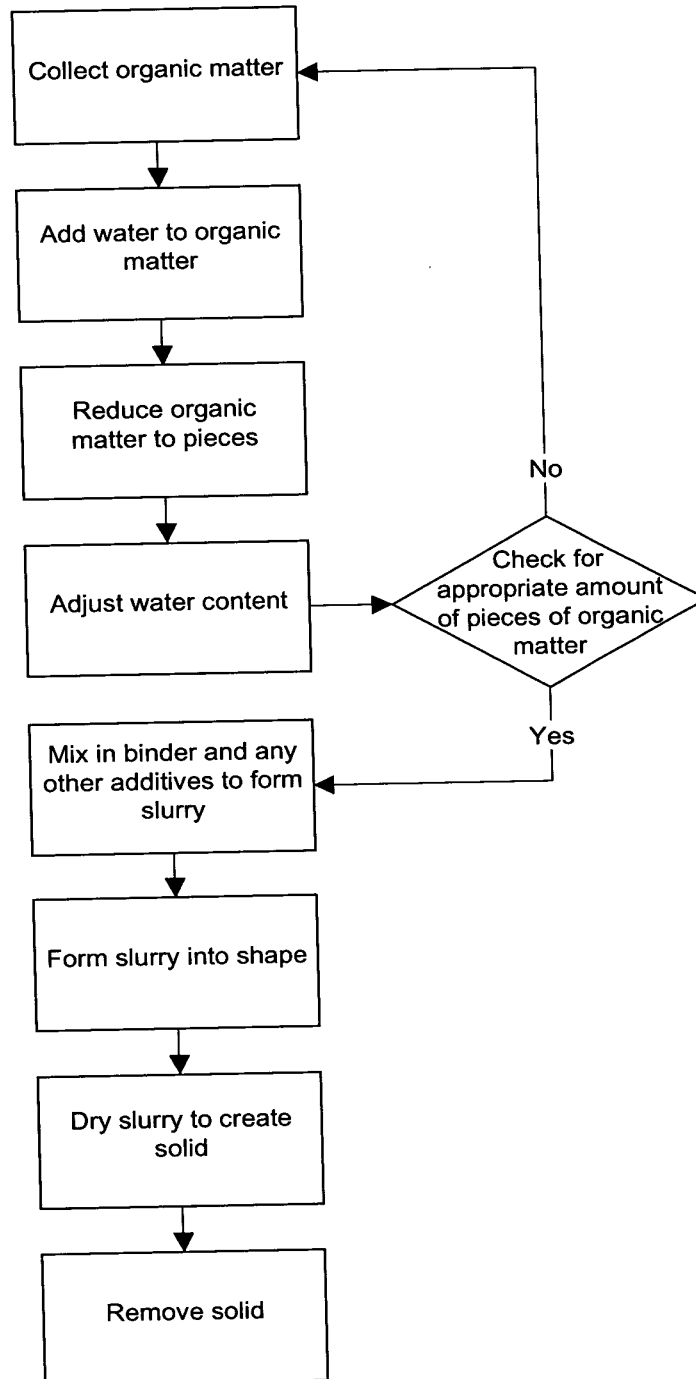 Collect organic matter
Add water to organic
matter
Reduce organic
matter to pieces
No
Check for
appropriate amount
of pieces of organic
matter
Adjust water content
Yes
Mix in binder and any
other additives to form
slurry
Form slurry into shape
Dry slurry to create
solid
Remove solid